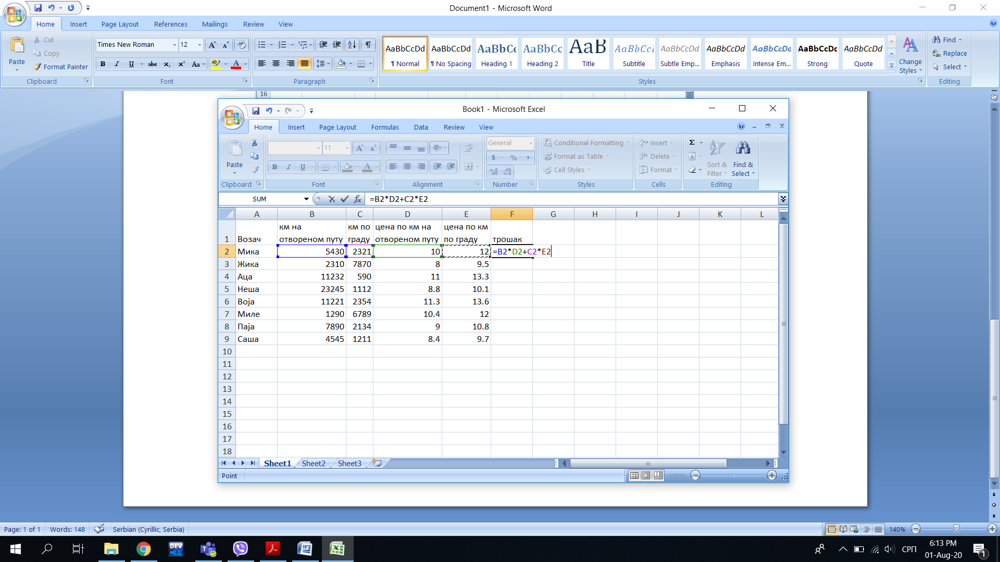 Document1 - Microsoft Word
Home Insert Page Layout References Mailings Review View
Paste
Cut
Copy
Format Painter
Clipboard
Times New Roman 12
Font
Paragraph
AaBbCcDd AaBbCcDd AaBbCc AaBbCc AaB AaBbCcl AaBbCcDd AaBbCcDd AaBbCcDd AaBbCcDd AaBbCcDd
¶ Normal ¶ No Spacing Heading 1 Heading 2 Title Subtitle Subtle Emp... Emphasis Intense Em... Strong Quote
Change Styles
Styles
Find
Replace
Select
Editing
16
Book1 - Microsoft Excel
Home Insert Page Layout Formulas Data Review View
Paste
Clipboard
11
Font
Alignment
General
Number
Conditional Formatting
Format as Table
Cell Styles
Styles
Insert
Delete
Format
Cells
Sort & Filter
Find & Select
Editing
SUM =B2*D2+C2*E2
A B C D E F G H I J K L
км на км по цена по км на цена по км
1 Возач отвореном путу граду отвореном путу по граду трошак
2 Мика 5430 2321 10 12 =B2*D2+C2*E2
3 Жика 2310 7870 8 9.5
4 Аца 11232 590 11 13.3
5 Неша 23245 1112 8.8 10.1
6 Воја 11221 2354 11.3 13.6
7 Миле 1290 6789 10.4 12
8 Паја 7890 2134 9 10.8
9 Саша 4545 1211 8.4 9.7
10
11
12
13
14
15
16
17
18
Sheet1 Sheet2 Sheet3
Point 100%
Page: 1 of 1 Words: 148 Serbian (Cyrillic, Serbia) 140%
DEV
СРП
6:13 PM
01-Aug-20
1